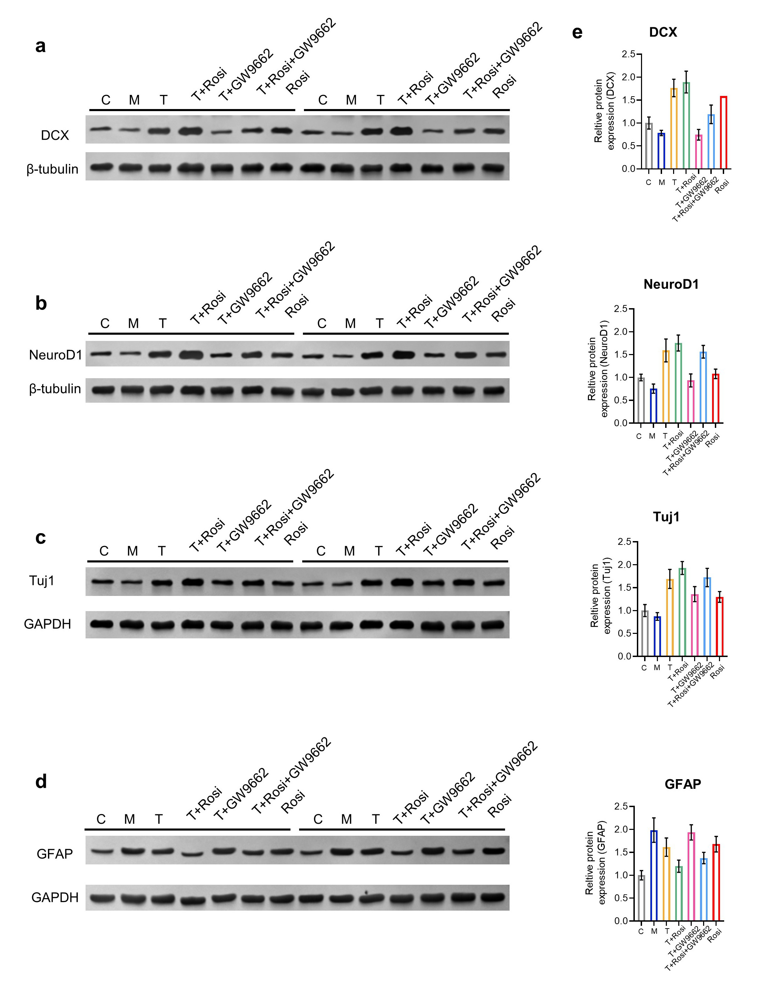 a
C M T T+Rosi T+GW9662 T+Rosi+GW9662 Rosi C M T T+Rosi T+GW9662 T+Rosi+GW9662 Rosi
DCX
β-tubulin
b
C M T T+Rosi T+GW9662 T+Rosi+GW9662 Rosi C M T T+Rosi T+GW9662 T+Rosi+GW9662 Rosi
NeuroD1
β-tubulin
c
C M T T+Rosi T+GW9662 T+Rosi+GW9662 Rosi C M T T+Rosi T+GW9662 T+Rosi+GW9662 Rosi
Tuj1
GAPDH
d
C M T T+Rosi T+GW9662 T+Rosi+GW9662 Rosi C M T T+Rosi T+GW9662 T+Rosi+GW9662 Rosi
GFAP
GAPDH
e
DCX
Reltive protein
expression (DCX)
2.5
2.0
1.5
1.0
0.5
0.0
C M T T+Rosi T+GW9662 T+Rosi+GW9662 Rosi
NeuroD1
Reltive protein
expression (NeuroD1)
2.5
2.0
1.5
1.0
0.5
0.0
C M T T+Rosi T+GW9662 T+Rosi+GW9662 Rosi
Tuj1
Reltive protein
expression (Tuj1)
2.5
2.0
1.5
1.0
0.5
0.0
C M T T+Rosi T+GW9662 T+Rosi+GW9662 Rosi
GFAP
Reltive protein
expression (GFAP)
2.5
2.0
1.5
1.0
0.5
0.0
C M T T+Rosi T+GW9662 T+Rosi+GW9662 Rosi